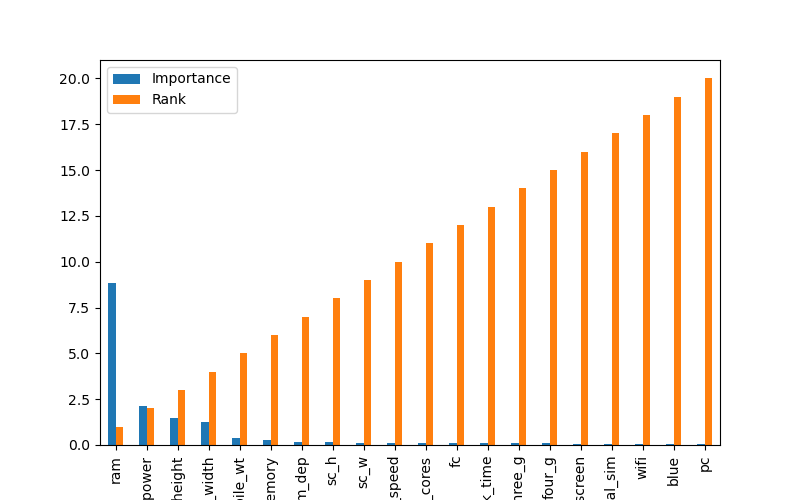 Importance
Rank
20.0
17.5
15.0
12.5
10.0
7.5
5.0
2.5
0.0
ram
power
height
_width
ile_wt
emory
m_dep
sc_h
sc_w
_speed
_cores
fc
k_time
hree_g
four_g
screen
al_sim
wifi
blue
pc